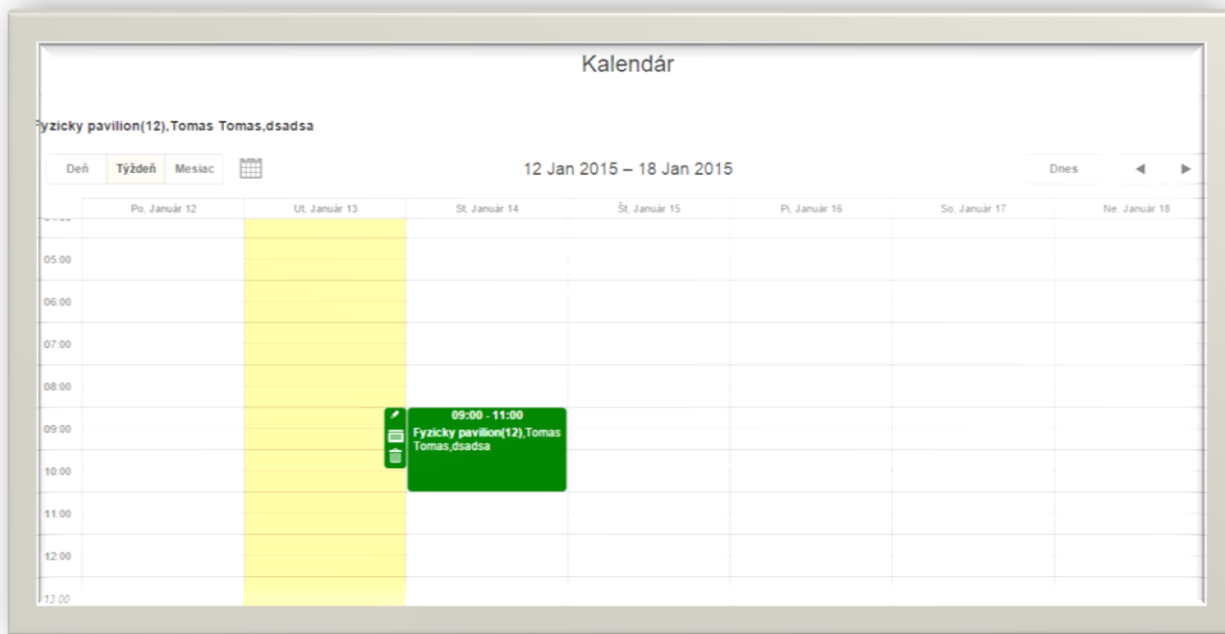 Kalendár
Fyzicky pavilion(12),Tomas Tomas,dsadsa
Deň Týždeň Mesiac 12 Jan 2015 – 18 Jan 2015 Dnes
Po, Január 12 Ut, Január 13 St, Január 14 Št, Január 15 Pi, Január 16 So, Január 17 Ne, Január 18
05:00
06:00
07:00
08:00
09:00 - 11:00
09:00 Fyzicky pavilion(12),Tomas
Tomas,dsadsa
10:00
11:00
12:00
13:00